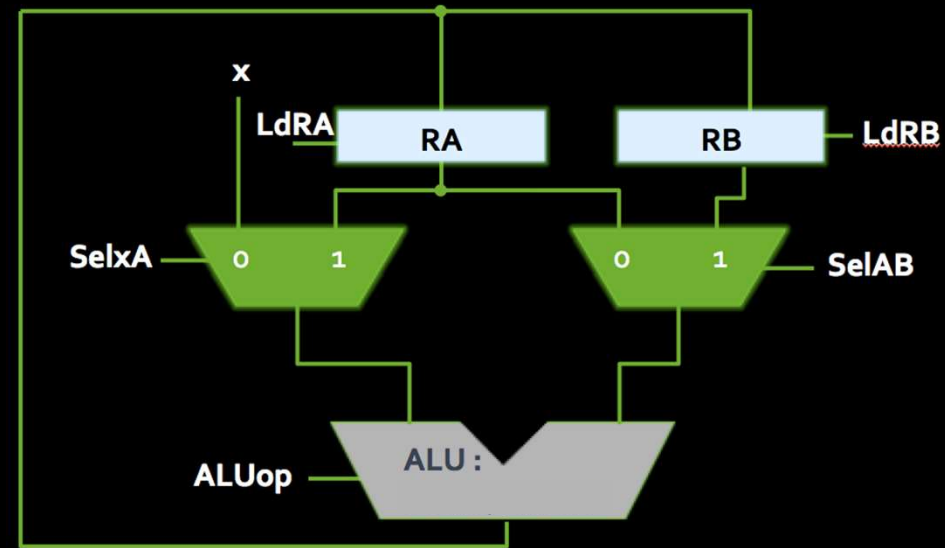 x
LdRA
RA
RB
LdRB
SelxA
0 1
0 1
SelAB
ALU :
ALUop